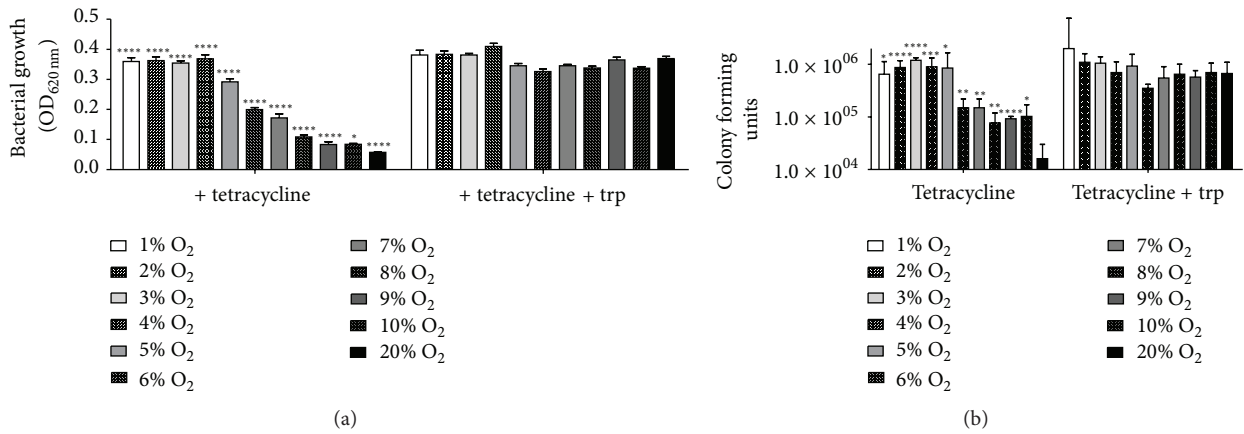 Bacterial growth
(OD620 nm)
0.5
0.4
0.3
0.2
0.1
0.0
**** **** **** **** **** **** **** **** **** * ****
+ tetracycline
+ tetracycline + trp
1% O2
2% O2
3% O2
4% O2
5% O2
6% O2
7% O2
8% O2
9% O2
10% O2
20% O2
(a)
Colony forming
units
1.0 × 10^06
1.0 × 10^05
1.0 × 10^04
* **** **** *** * ** ** ** **** *
Tetracycline
Tetracycline + trp
1% O2
2% O2
3% O2
4% O2
5% O2
6% O2
7% O2
8% O2
9% O2
10% O2
20% O2
(b)